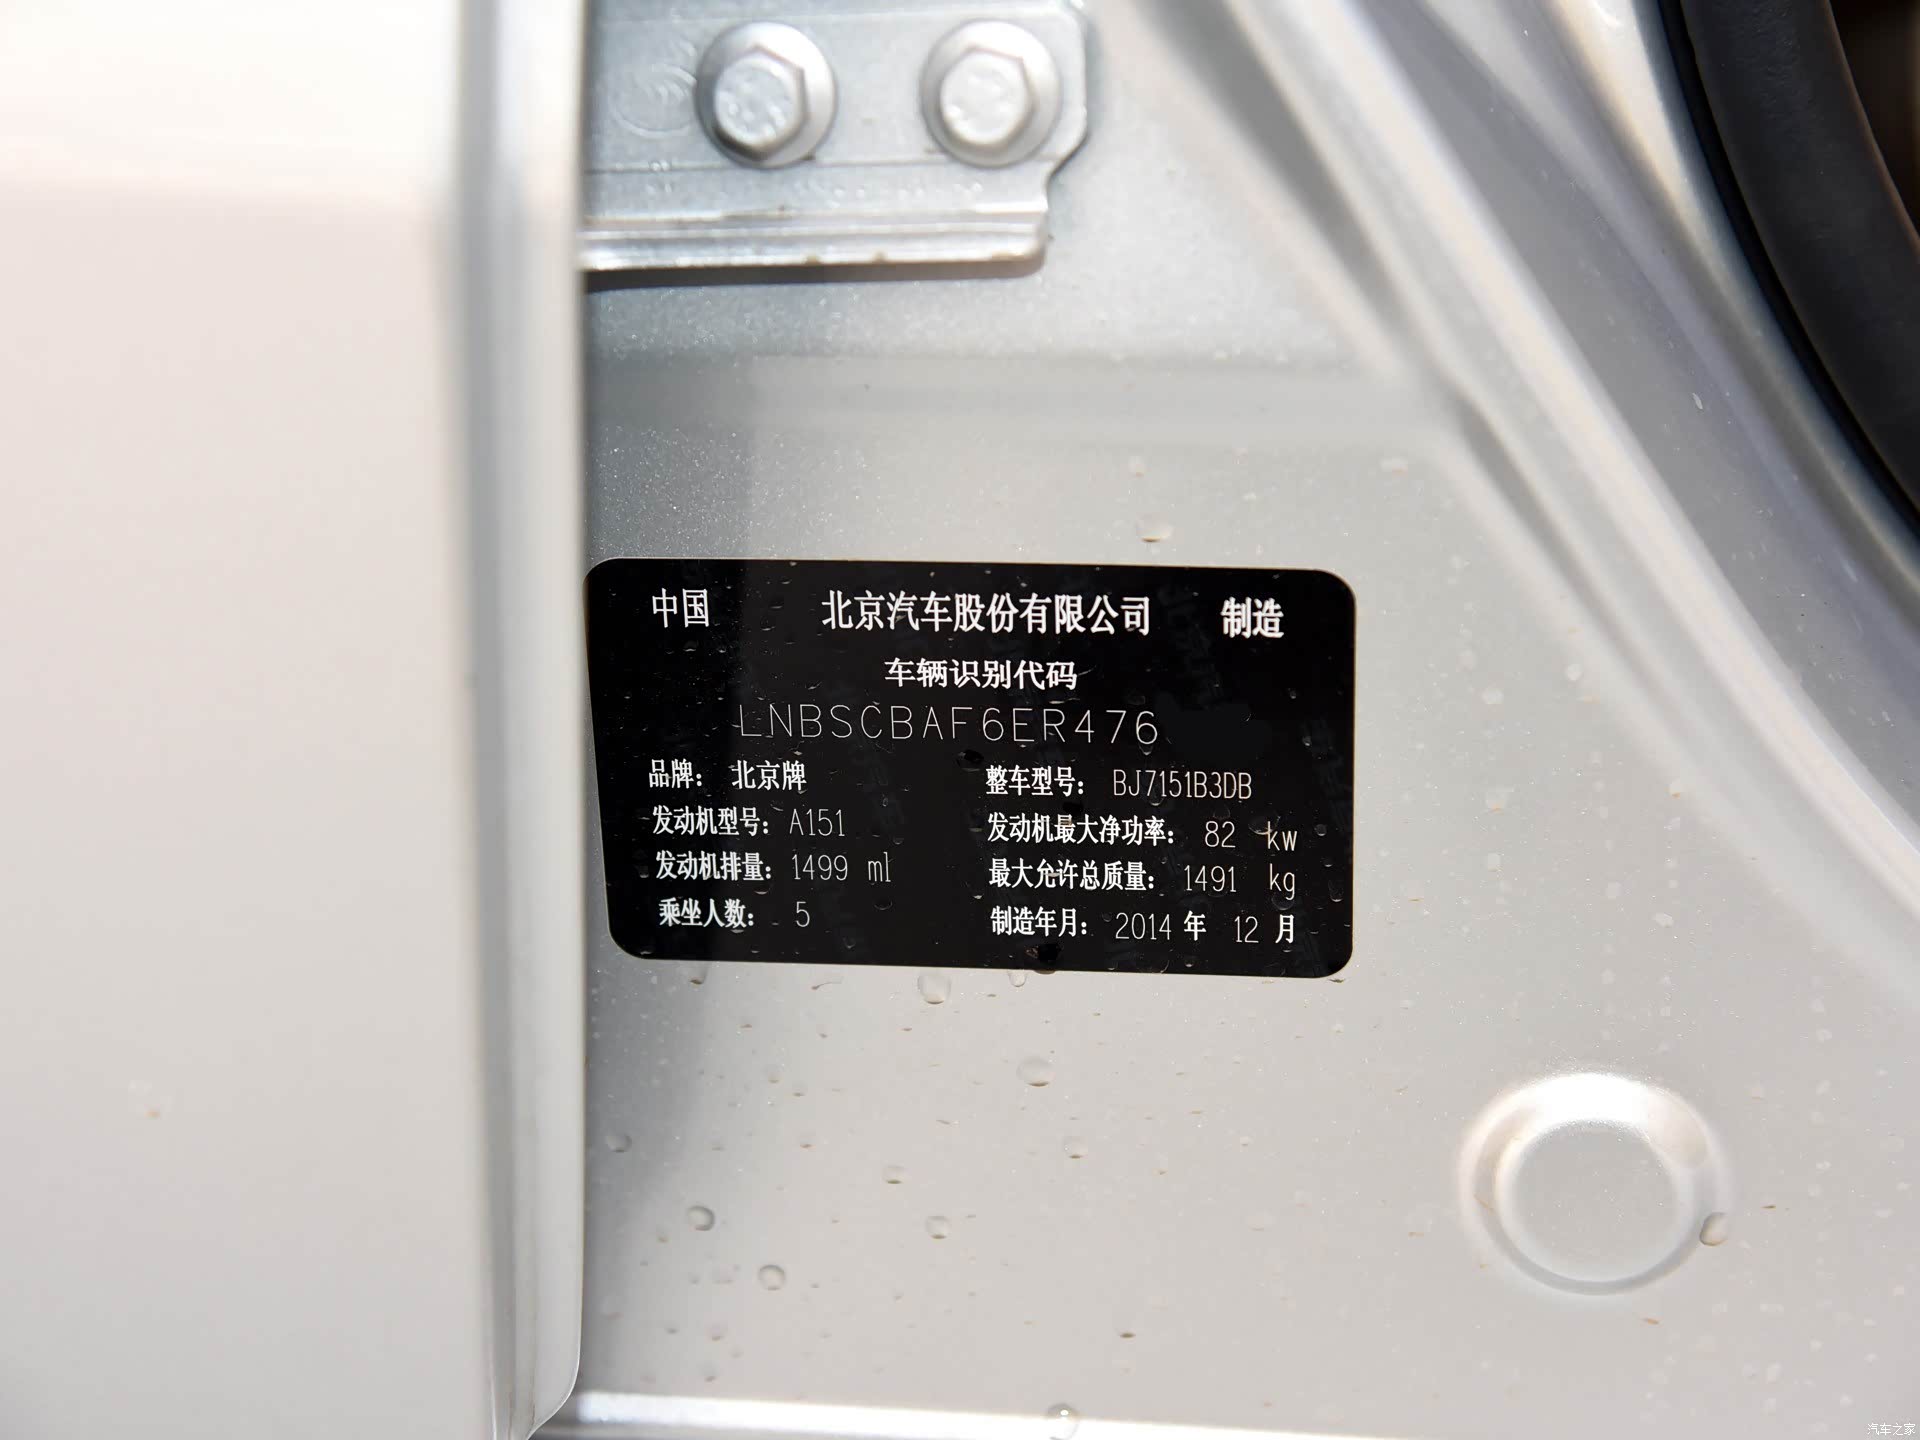 中国 北京汽车股份有限公司 制造
车辆识别代码
LNBSCBAF6ER476
品牌： 北京牌 整车型号： BJ7151B3DB
发动机型号： A151 发动机最大净功率： 82 kw
发动机排量： 1499 ml 最大允许总质量： 1491 kg
乘坐人数： 5 制造年月： 2014 年 12 月
汽车之家